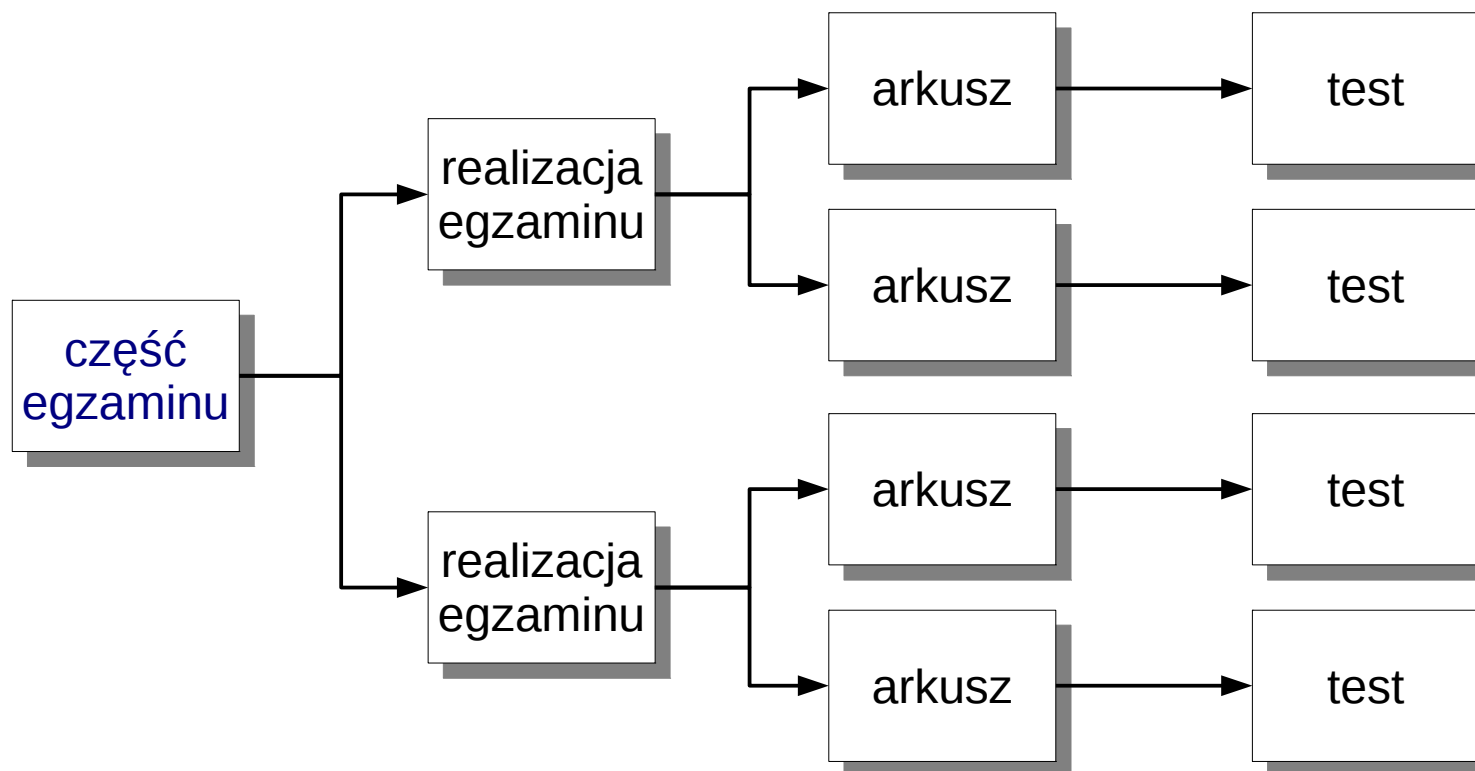 arkusz
test
realizacja
egzaminu
arkusz
test
część
egzaminu
arkusz
test
realizacja
egzaminu
arkusz
test